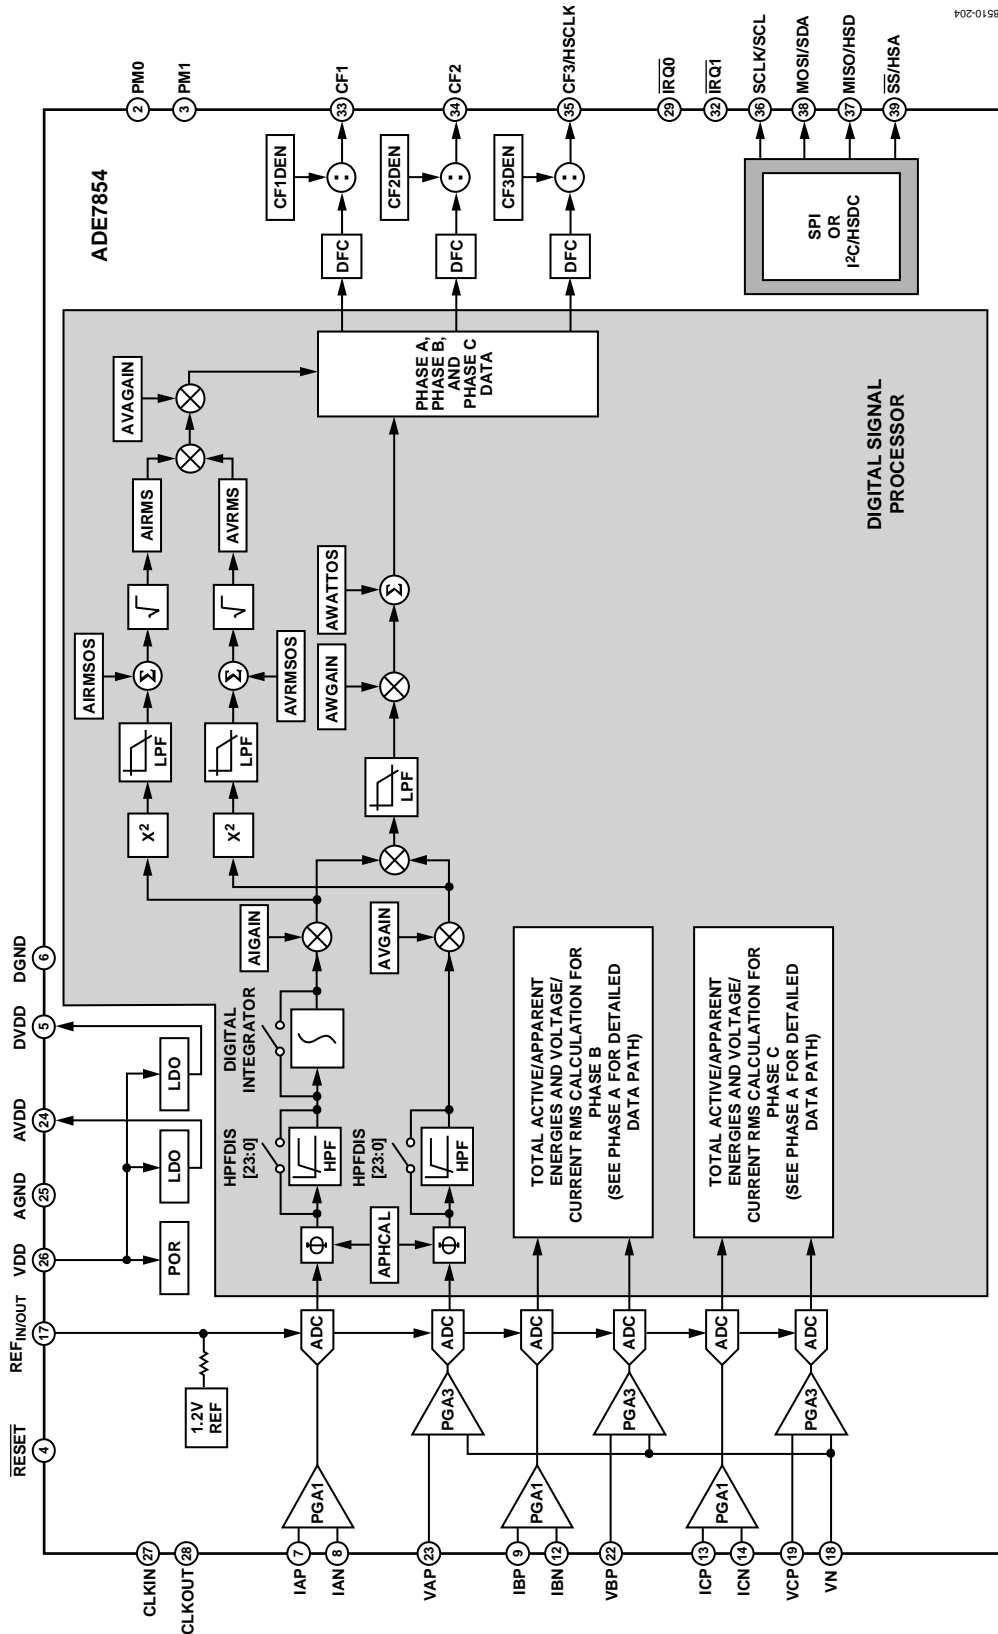 RESET
4
REFIN/OUT
17
VDD
26
AGND
25
AVDD
24
DVDD
5
DGND
6
CLKIN
27
CLKOUT
28
IAP
7
IAN
8
VAP
23
IBP
9
IBN
12
VBP
22
ICP
13
ICN
14
VCP
19
VN
18
PGA1
PGA3
PGA1
PGA3
PGA1
PGA3
1.2V
REF
ADC
ADC
ADC
ADC
ADC
ADC
POR
LDO
LDO
Φ
APHCAL
Φ
HPFDIS
[23:0]
HPF
HPFDIS
[23:0]
HPF
DIGITAL
INTEGRATOR
AIGAIN
AVGAIN
X²
X²
LPF
LPF
LPF
AIRMSOS
Σ
AVRMSOS
Σ
√
√
AIRMS
AVRMS
AVAGAIN
AWGAIN
AWATTOS
Σ
TOTAL ACTIVE/APPARENT
ENERGIES AND VOLTAGE/
CURRENT RMS CALCULATION FOR
PHASE B
(SEE PHASE A FOR DETAILED
DATA PATH)
TOTAL ACTIVE/APPARENT
ENERGIES AND VOLTAGE/
CURRENT RMS CALCULATION FOR
PHASE C
(SEE PHASE A FOR DETAILED
DATA PATH)
PHASE A,
PHASE B,
AND
PHASE C
DATA
DIGITAL SIGNAL
PROCESSOR
ADE7854
DFC
DFC
DFC
CF1DEN
:
CF2DEN
:
CF3DEN
:
SPI
OR
I²C/HSDC
2
PM0
3
PM1
33
CF1
34
CF2
35
CF3/HSCLK
29
IRQ0
32
IRQ1
36
SCLK/SCL
38
MOSI/SDA
37
MISO/HSD
39
SS/HSA
8510-204